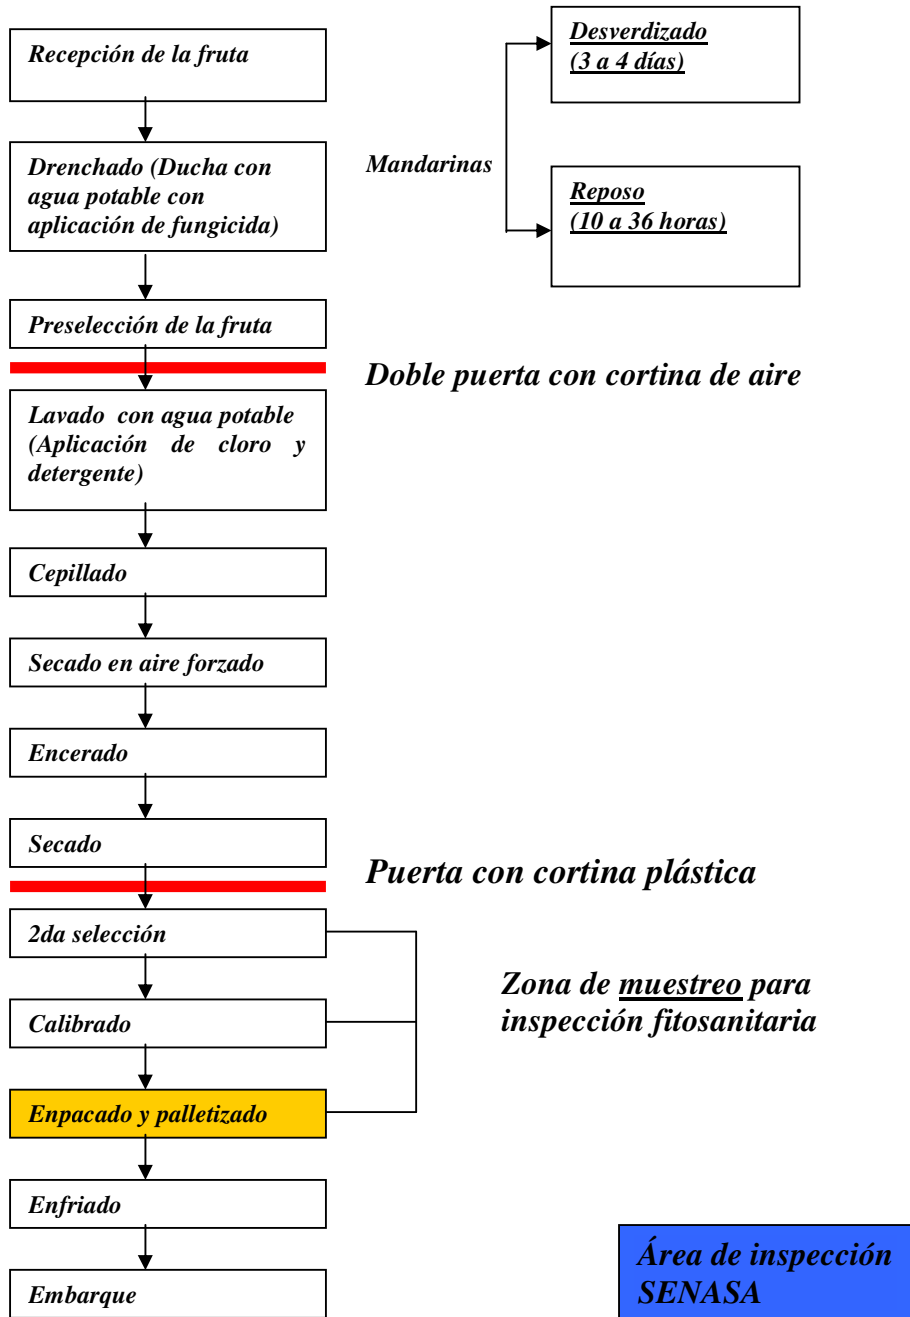 Recepción de la fruta
Desverdizado
(3 a 4 días)
Drenchado (Ducha con
agua potable con
aplicación de fungicida)
Mandarinas
Reposo
(10 a 36 horas)
Preselección de la fruta
Doble puerta con cortina de aire
Lavado con agua potable
(Aplicación de cloro y
detergente)
Cepillado
Secado en aire forzado
Encerado
Secado
Puerta con cortina plástica
2da selección
Zona de muestreo para
inspección fitosanitaria
Calibrado
Enpacado y palletizado
Enfriado
Área de inspección
SENASA
Embarque